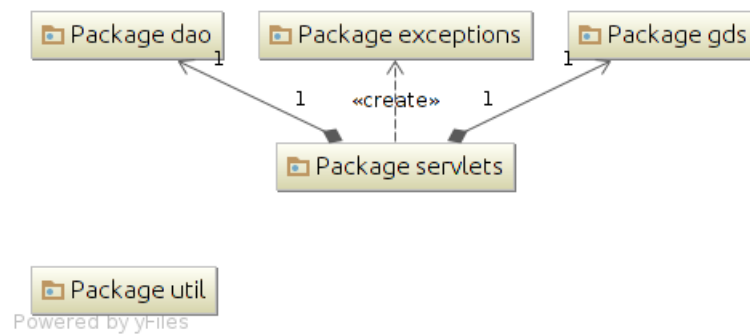 Package dao
Package exceptions
Package gds
1
1
1
«create»
1
Package servlets
Package util
Powered by yFiles